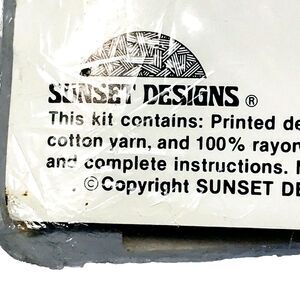 SUNSET DESIGNS ®
This kit contains: Printed de
cotton yarn, and 100% rayon
and complete instructions.
© Copyright SUNSET DE